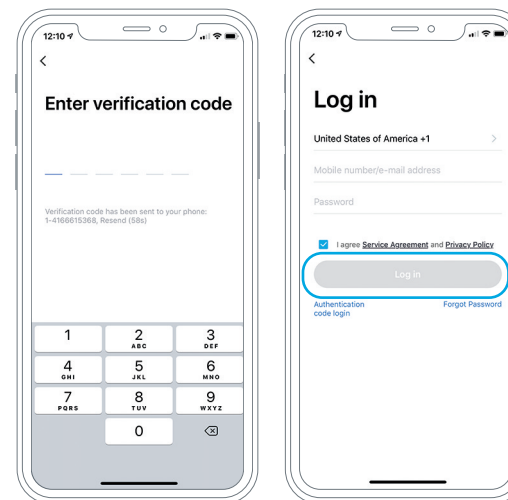 12:10
Enter verification code
Verification code has been sent to your phone:
1-4166615368, Resend (58s)
1
2
ABC
3
DEF
4
GHI
5
JKL
6
MNO
7
PQRS
8
TUV
9
WXYZ
0
12:10
Log in
United States of America +1
Mobile number/e-mail address
Password
I agree Service Agreement and Privacy Policy
Log in
Authentication
code login
Forgot Password